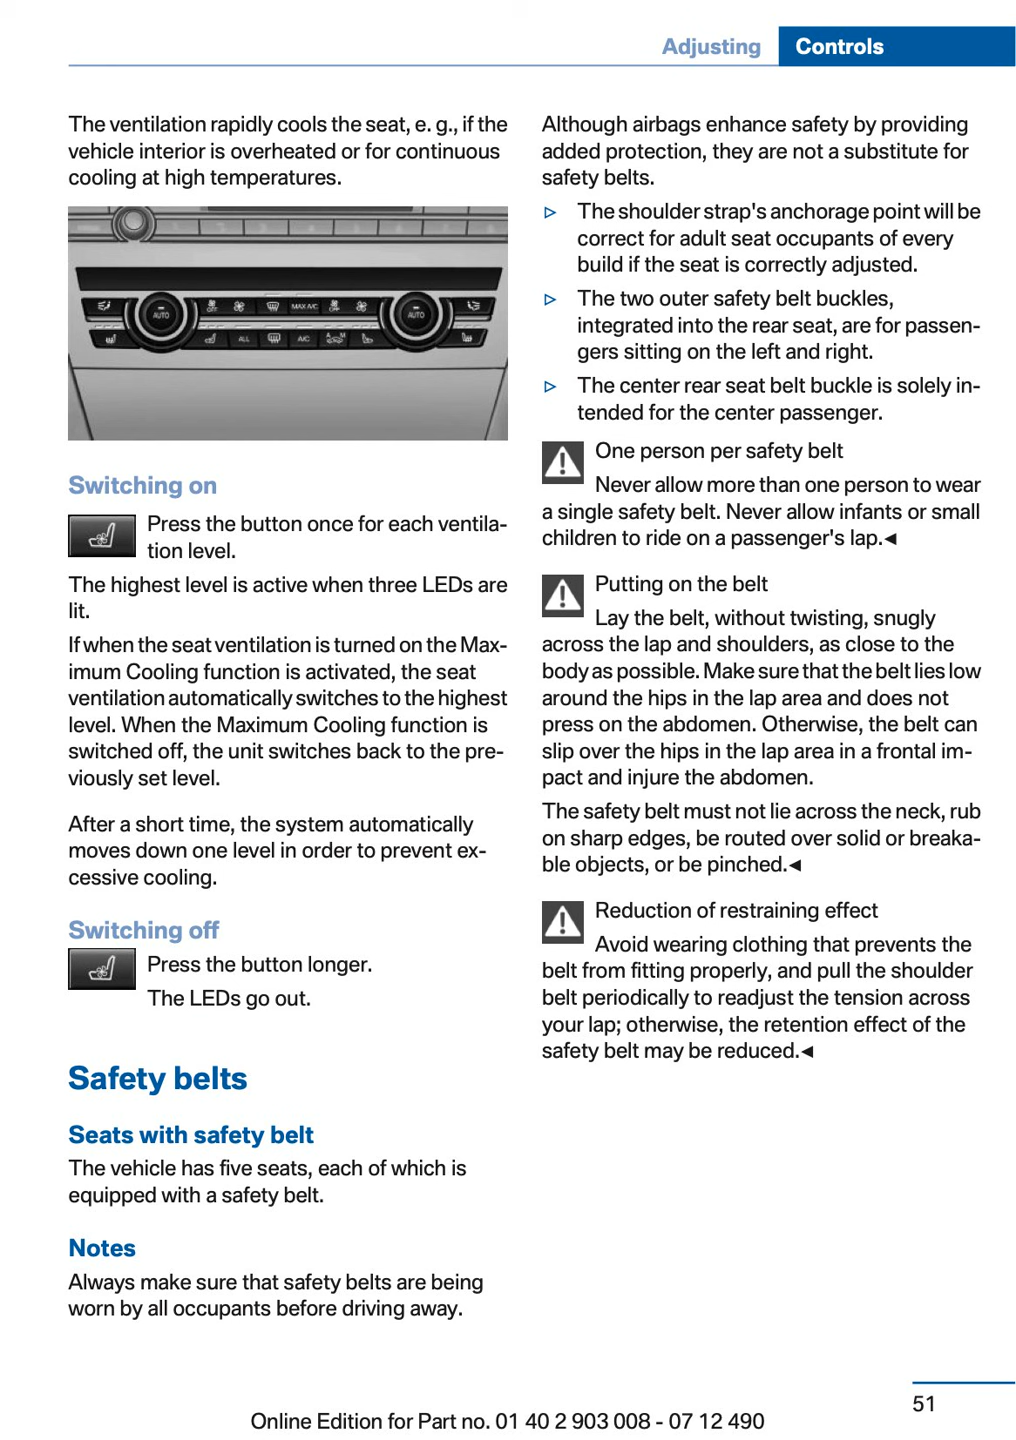 Adjusting Controls
The ventilation rapidly cools the seat, e. g., if the
vehicle interior is overheated or for continuous
cooling at high temperatures.
AUTO
OFF
MAX A/C
OFF
AUTO
ALL
A/C
A M
Switching on
Press the button once for each ventila-
tion level.
The highest level is active when three LEDs are
lit.
If when the seat ventilation is turned on the Max-
imum Cooling function is activated, the seat
ventilation automatically switches to the highest
level. When the Maximum Cooling function is
switched off, the unit switches back to the pre-
viously set level.
After a short time, the system automatically
moves down one level in order to prevent ex-
cessive cooling.
Switching off
Press the button longer.
The LEDs go out.
Safety belts
Seats with safety belt
The vehicle has five seats, each of which is
equipped with a safety belt.
Notes
Always make sure that safety belts are being
worn by all occupants before driving away.
Although airbags enhance safety by providing
added protection, they are not a substitute for
safety belts.
▷ The shoulder strap's anchorage point will be
correct for adult seat occupants of every
build if the seat is correctly adjusted.
▷ The two outer safety belt buckles,
integrated into the rear seat, are for passen-
gers sitting on the left and right.
▷ The center rear seat belt buckle is solely in-
tended for the center passenger.
One person per safety belt
Never allow more than one person to wear
a single safety belt. Never allow infants or small
children to ride on a passenger's lap.◀
Putting on the belt
Lay the belt, without twisting, snugly
across the lap and shoulders, as close to the
body as possible. Make sure that the belt lies low
around the hips in the lap area and does not
press on the abdomen. Otherwise, the belt can
slip over the hips in the lap area in a frontal im-
pact and injure the abdomen.
The safety belt must not lie across the neck, rub
on sharp edges, be routed over solid or breaka-
ble objects, or be pinched.◀
Reduction of restraining effect
Avoid wearing clothing that prevents the
belt from fitting properly, and pull the shoulder
belt periodically to readjust the tension across
your lap; otherwise, the retention effect of the
safety belt may be reduced.◀
51
Online Edition for Part no. 01 40 2 903 008 - 07 12 490